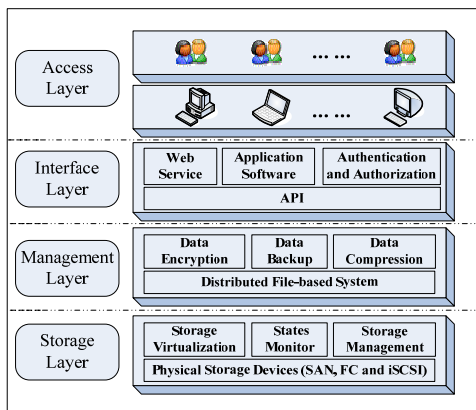 Access
Layer
... ...
... ...
Interface
Layer
Web
Service
Application
Software
Authentication
and Authorization
API
Management
Layer
Data
Encryption
Data
Backup
Data
Compression
Distributed File-based System
Storage
Layer
Storage
Virtualization
States
Monitor
Storage
Management
Physical Storage Devices (SAN, FC and iSCSI)